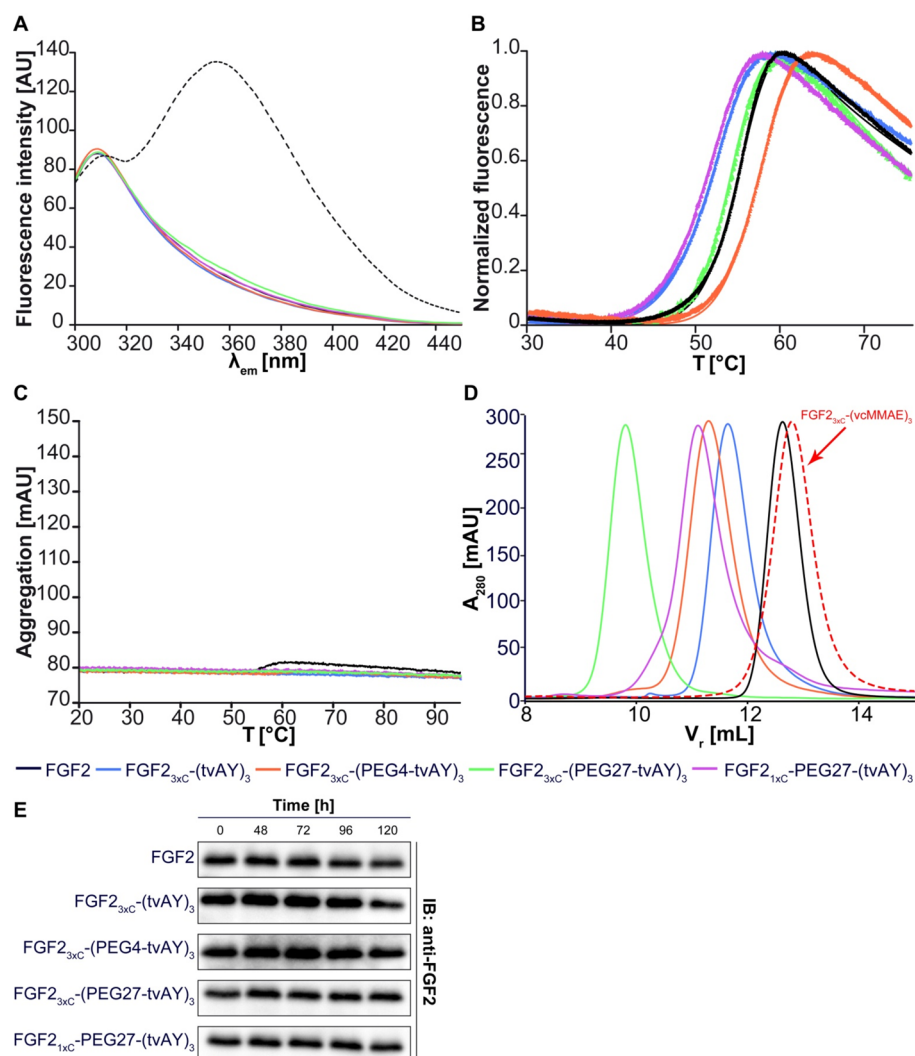 A
Fluorescence intensity [AU]
140
120
100
80
60
40
20
0
300 320 340 360 380 400 420 440
λem [nm]
B
Normalized fluorescence
1.0
0.8
0.6
0.4
0.2
0
30 40 50 60 70
T [°C]
C
Aggregation [mAU]
150
140
130
120
110
100
90
80
70
20 30 40 50 60 70 80 90
T [°C]
D
FGF23xC-(vcMMAE)3
A280 [mAU]
300
250
200
150
100
50
0
8 10 12 14
Vr [mL]
FGF2 FGF23xC-(tvAY)3 FGF23xC-(PEG4-tvAY)3 FGF23xC-(PEG27-tvAY)3 FGF21xC-PEG27-(tvAY)3
E
Time [h]
0 48 72 96 120
FGF2
FGF23xC-(tvAY)3
FGF23xC-(PEG4-tvAY)3
FGF23xC-(PEG27-tvAY)3
FGF21xC-PEG27-(tvAY)3
IB: anti-FGF2